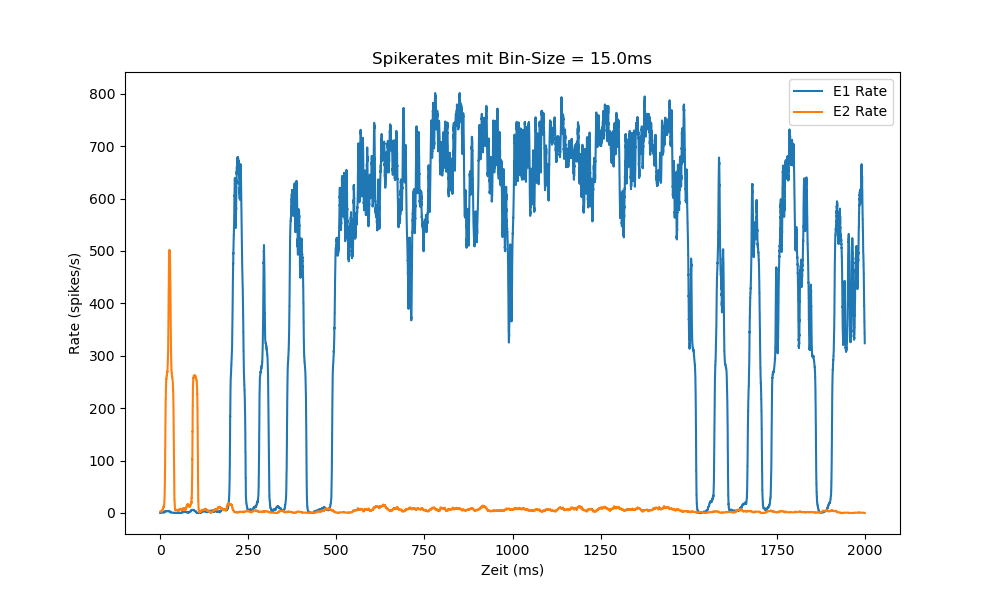 Spikerates mit Bin-Size = 15.0ms
E1 Rate
E2 Rate
800
700
600
500
400
300
200
100
0
Rate (spikes/s)
0 250 500 750 1000 1250 1500 1750 2000
Zeit (ms)